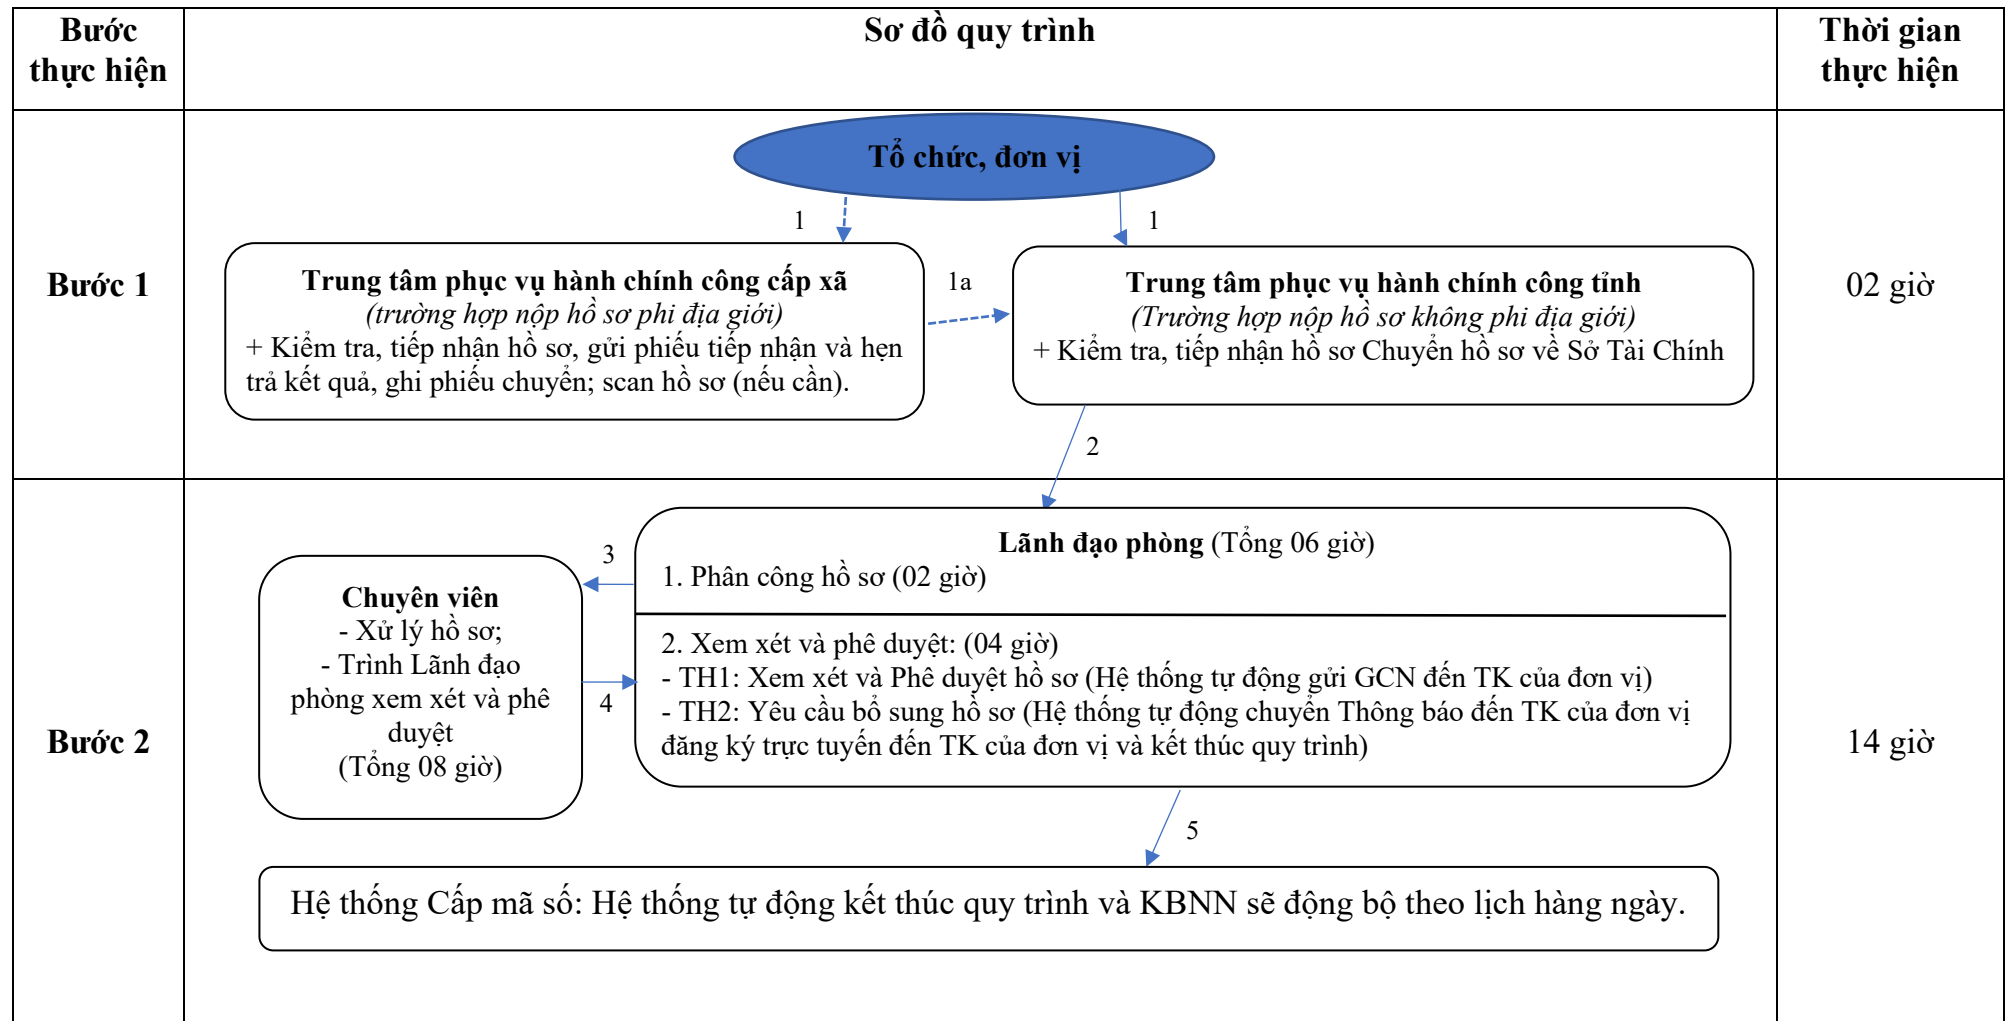 Bước
thực hiện
Sơ đồ quy trình
Thời gian
thực hiện
Bước 1
Tổ chức, đơn vị
1
1
Trung tâm phục vụ hành chính công cấp xã
(trường hợp nộp hồ sơ phi địa giới)
+ Kiểm tra, tiếp nhận hồ sơ, gửi phiếu tiếp nhận và hẹn
trả kết quả, ghi phiếu chuyển; scan hồ sơ (nếu cần).
1a
Trung tâm phục vụ hành chính công tỉnh
(Trường hợp nộp hồ sơ không phi địa giới)
+ Kiểm tra, tiếp nhận hồ sơ Chuyển hồ sơ về Sở Tài Chính
02 giờ
2
Bước 2
3
Chuyên viên
- Xử lý hồ sơ;
- Trình Lãnh đạo
phòng xem xét và phê
duyệt
(Tổng 08 giờ)
4
Lãnh đạo phòng (Tổng 06 giờ)
1. Phân công hồ sơ (02 giờ)
2. Xem xét và phê duyệt: (04 giờ)
- TH1: Xem xét và Phê duyệt hồ sơ (Hệ thống tự động gửi GCN đến TK của đơn vị)
- TH2: Yêu cầu bổ sung hồ sơ (Hệ thống tự động chuyển Thông báo đến TK của đơn vị
đăng ký trực tuyến đến TK của đơn vị và kết thúc quy trình)
14 giờ
5
Hệ thống Cấp mã số: Hệ thống tự động kết thúc quy trình và KBNN sẽ động bộ theo lịch hàng ngày.